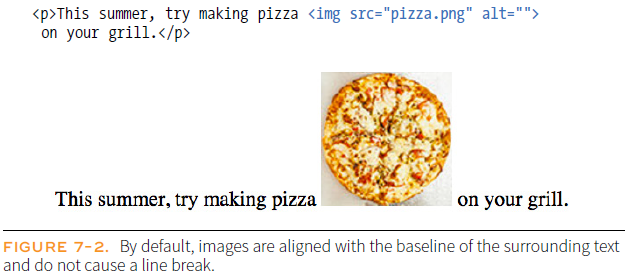 <p>This summer, try making pizza <img src="pizza.png" alt="">
on your grill.</p>
This summer, try making pizza on your grill.
FIGURE 7-2. By default, images are aligned with the baseline of the surrounding text
and do not cause a line break.